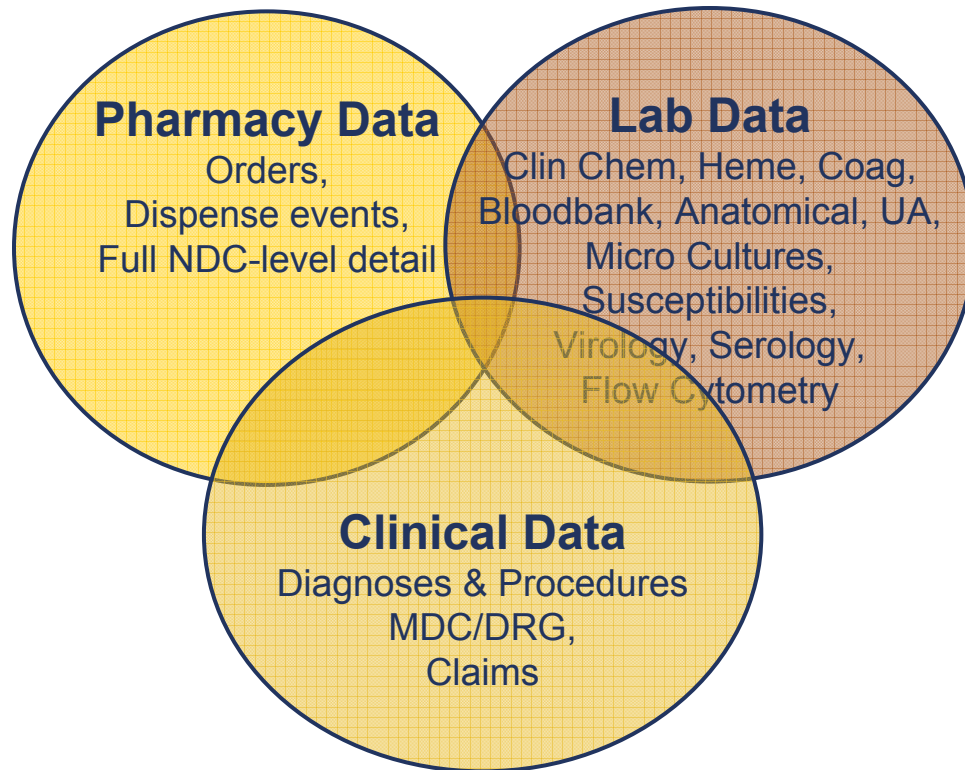 Pharmacy Data
Orders,
Dispense events,
Full NDC-level detail
Lab Data
Clin Chem, Heme, Coag,
Bloodbank, Anatomical, UA,
Micro Cultures,
Susceptibilities,
Virology, Serology,
Flow Cytometry
Clinical Data
Diagnoses & Procedures
MDC/DRG,
Claims